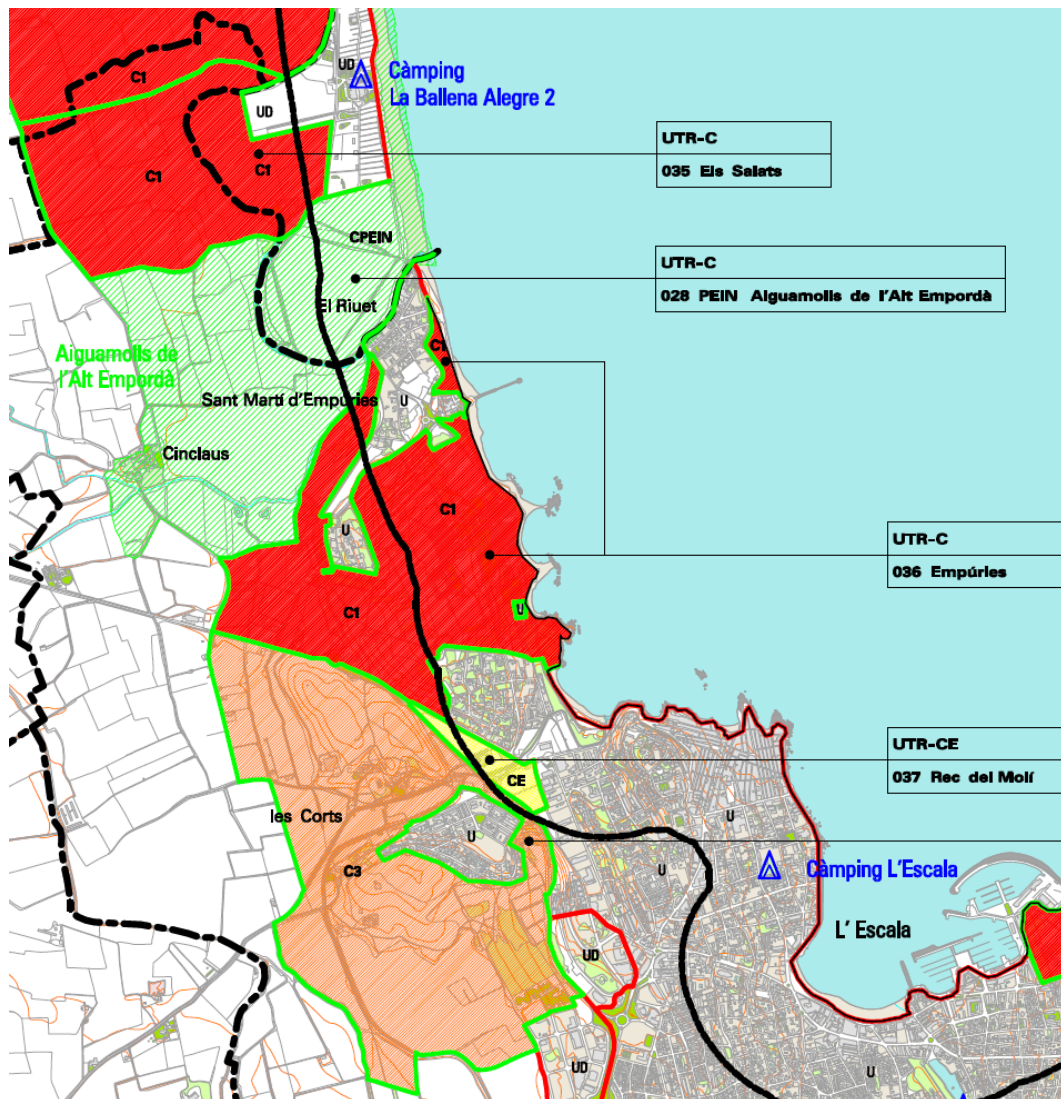 UD
Càmping
La Ballena Alegre 2
C1
UD
UTR-C
035 Els Salats
C1
C1
CPEIN
UTR-C
028 PEIN Aiguamolls de l'Alt Empordà
El Riuet
C1
Aiguamolls de
l'Alt Empordà
Sant Martí d'Empúries
U
Cinclaus
C1
U
UTR-C
036 Empúries
C1
U
UTR-CE
037 Rec del Molí
CE
les Corts
U
U
C3
U
Càmping L'Escala
L' Escala
UD
UD
U